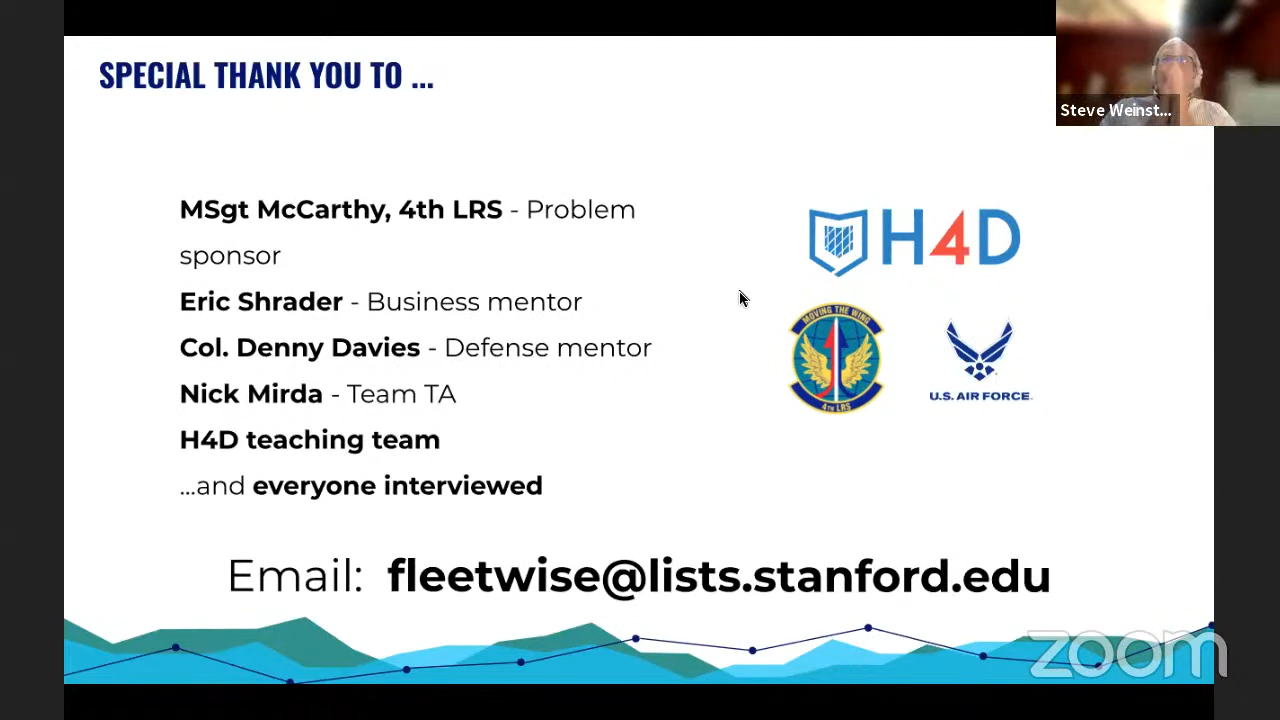 SPECIAL THANK YOU TO ...
Steve Weinst...
MSgt McCarthy, 4th LRS - Problem
sponsor
Eric Shrader - Business mentor
Col. Denny Davies - Defense mentor
Nick Mirda - Team TA
H4D teaching team
...and everyone interviewed
H4D
MOVING THE WING
4TH LRS
U.S. AIR FORCE
Email: fleetwise@lists.stanford.edu
zoom